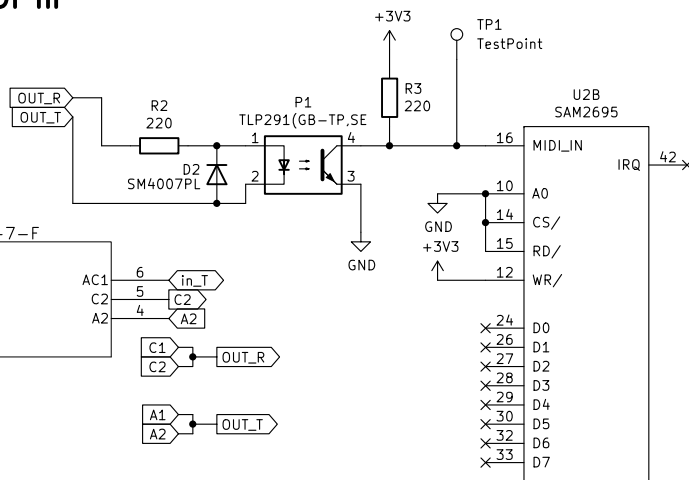 +3V3
TP1
TestPoint
OUT_R
OUT_T
R2
220
P1
TLP291(GB-TP,SE
R3
220
U2B
SAM2695
1
4
16
MIDI_IN
D2
SM4007PL
2
3
IRQ
42
10
A0
GND
14
CS/
+3V3
15
RD/
GND
12
WR/
-7-F
AC1
6
in_T
C2
5
C2
A2
4
A2
24
D0
26
D1
27
D2
28
D3
29
D4
30
D5
32
D6
33
D7
C1
C2
OUT_R
A1
A2
OUT_T